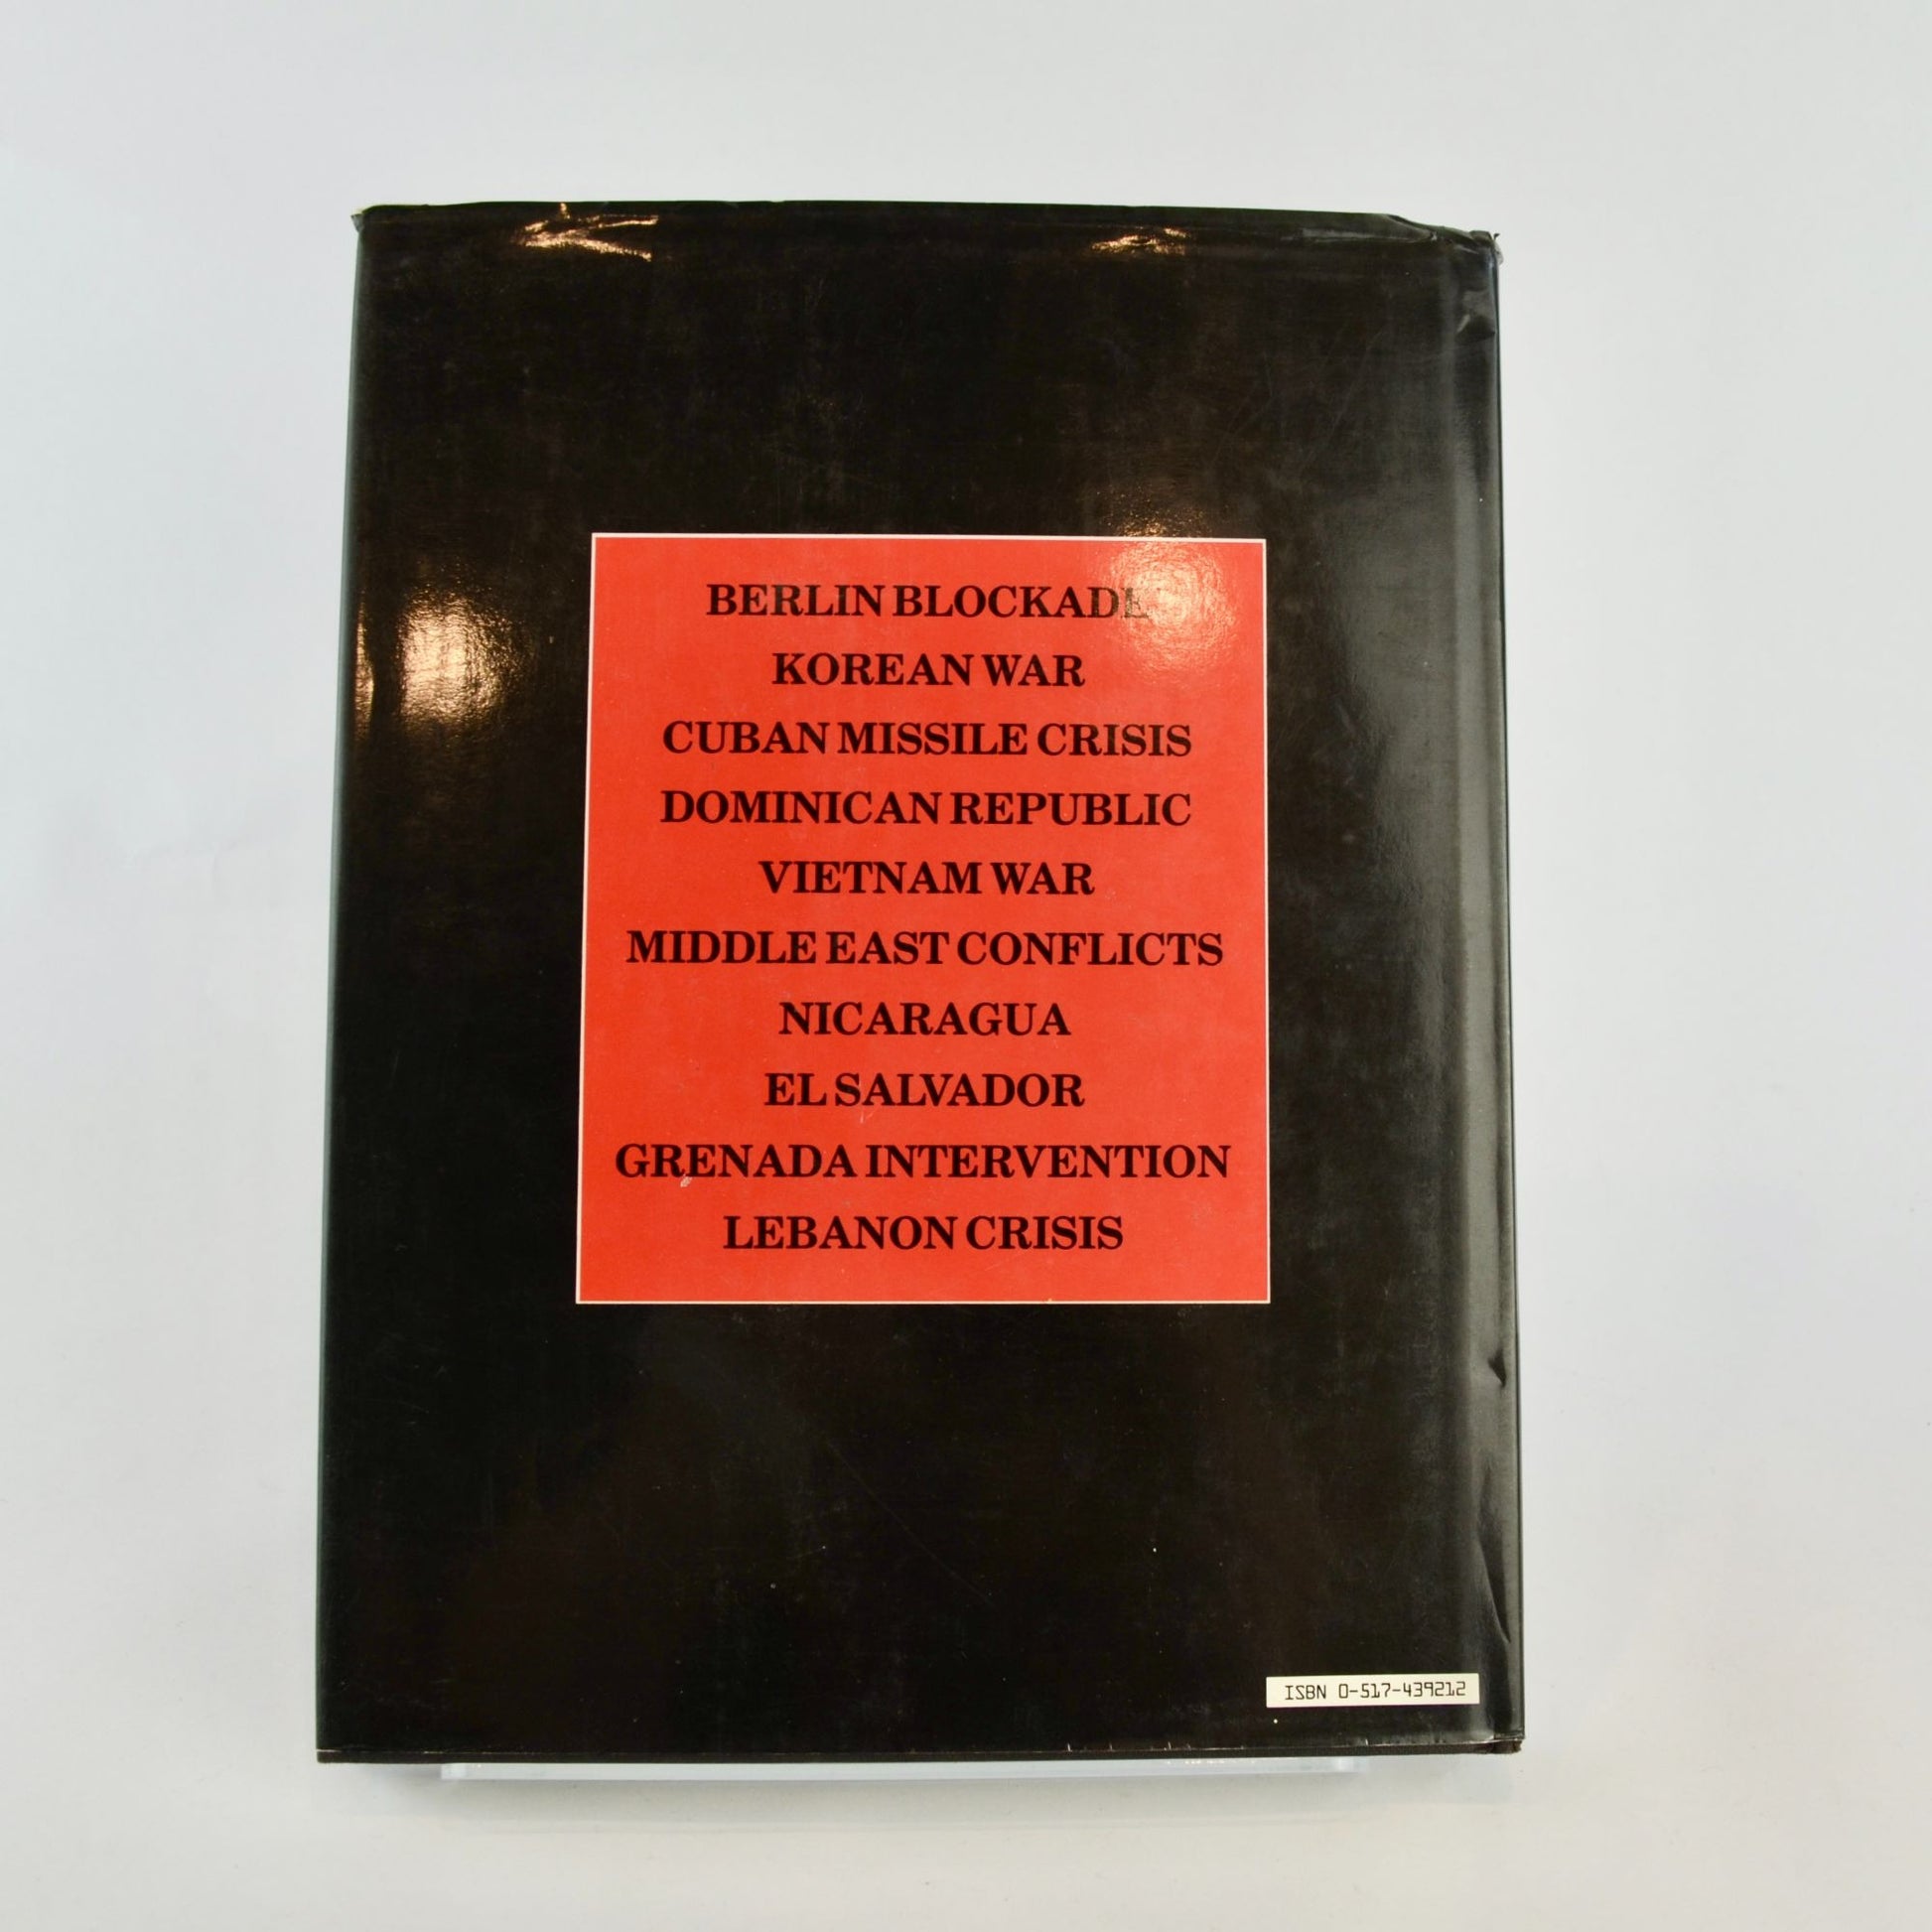 BERLIN BLOCKADE
KOREAN WAR
CUBAN MISSILE CRISIS
DOMINICAN REPUBLIC
VIETNAM WAR
MIDDLE EAST CONFLICTS
NICARAGUA
EL SALVADOR
GRENADA INTERVENTION
LEBANON CRISIS
ISBN 0-517-439212